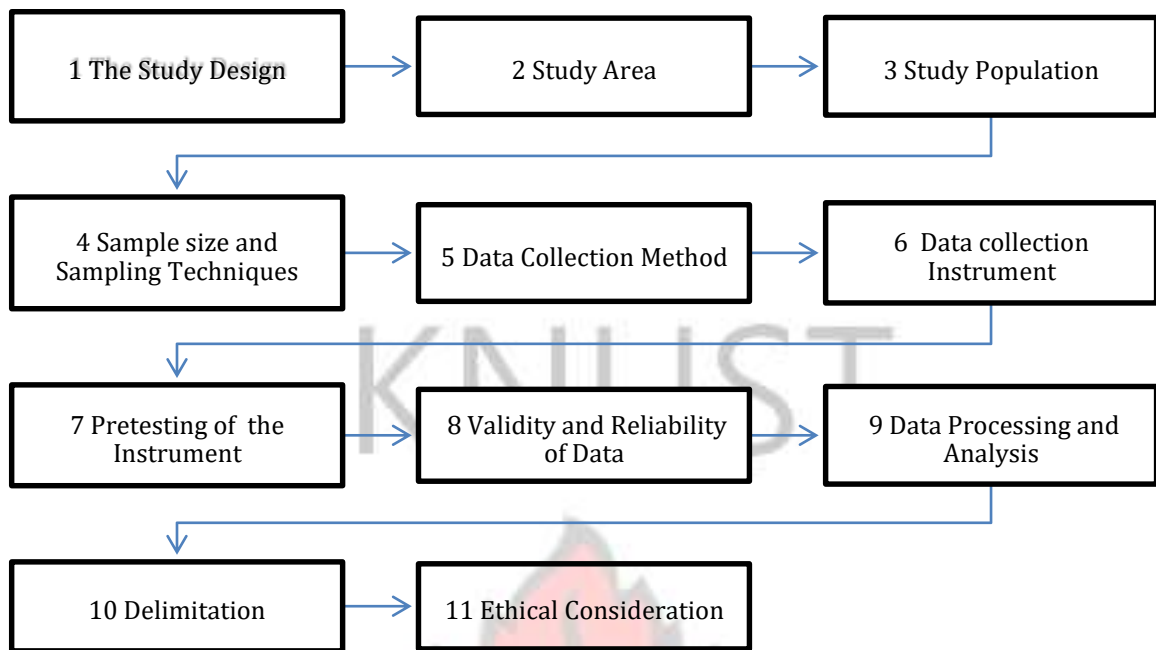 1 The Study Design
2 Study Area
3 Study Population
4 Sample size and
Sampling Techniques
5 Data Collection Method
6 Data collection
Instrument
KNUST
7 Pretesting of the
Instrument
8 Validity and Reliability
of Data
9 Data Processing and
Analysis
10 Delimitation
11 Ethical Consideration